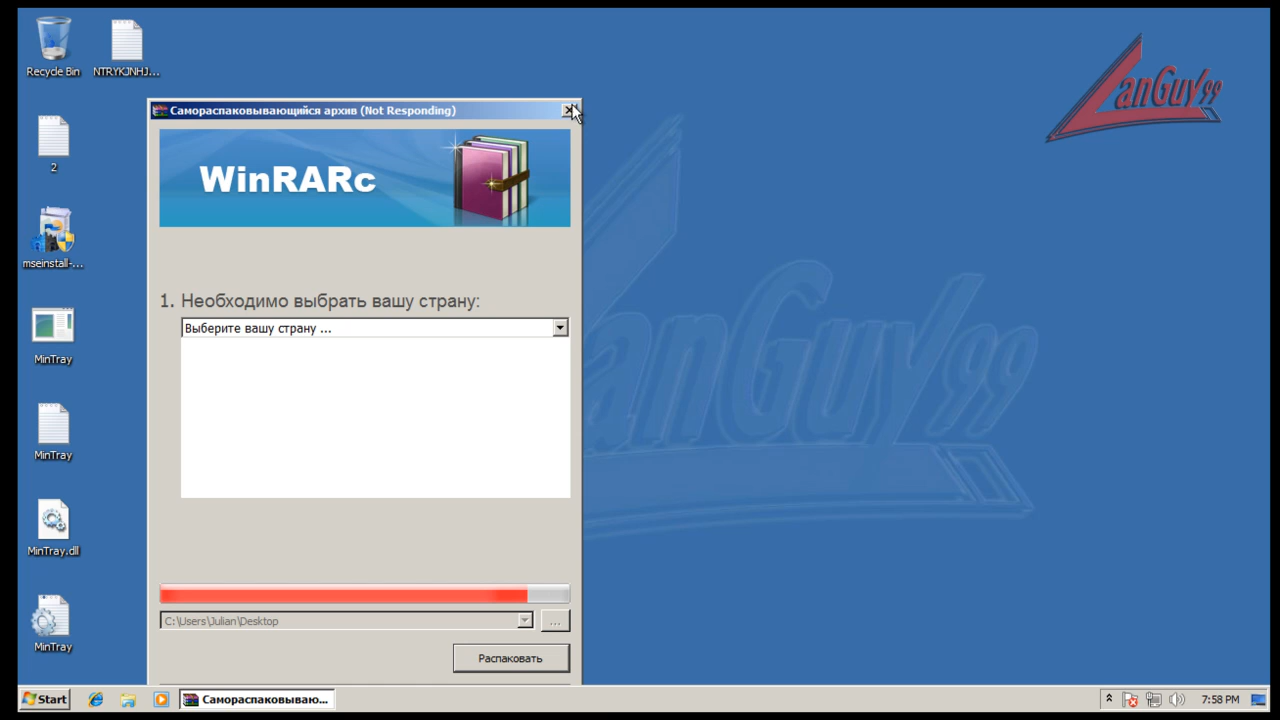 Recycle Bin
NTRYKJNHJ...
LanGuy99
Самораспаковывающийся архив (Not Responding)
2
WinRARc
mseinstall-...
1. Необходимо выбрать вашу страну:
Выберите вашу страну ...
MinTray
LanGuy99
MinTray
MinTray.dll
C:\Users\Julian\Desktop
...
MinTray
Распаковать
Start
Самораспаковываю...
7:58 PM